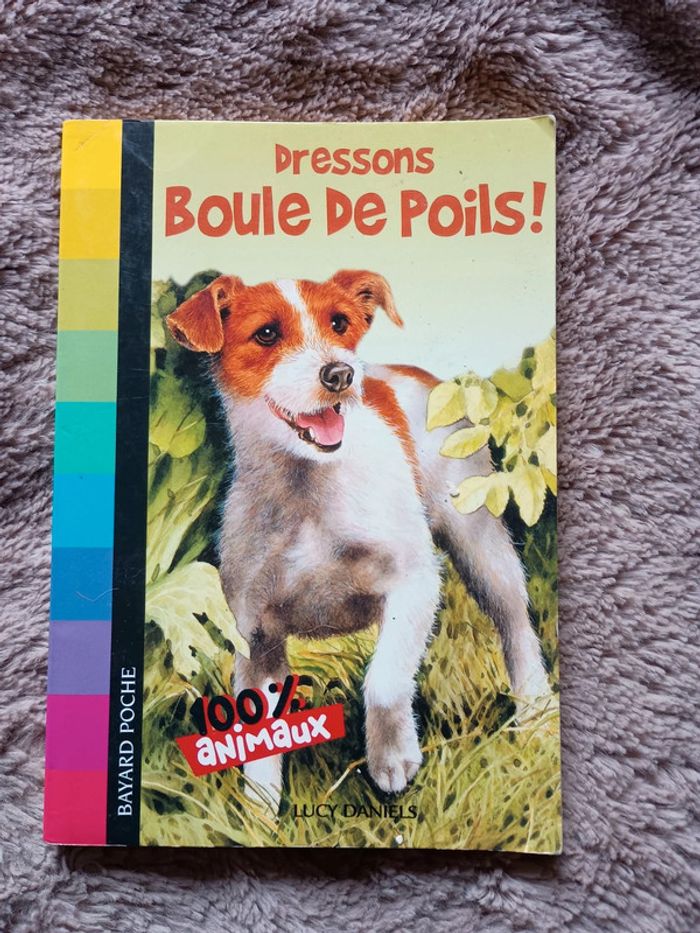 Dressons
Boule De Poils!
100% animaux
LUCY DANIELS
BAYARD POCHE